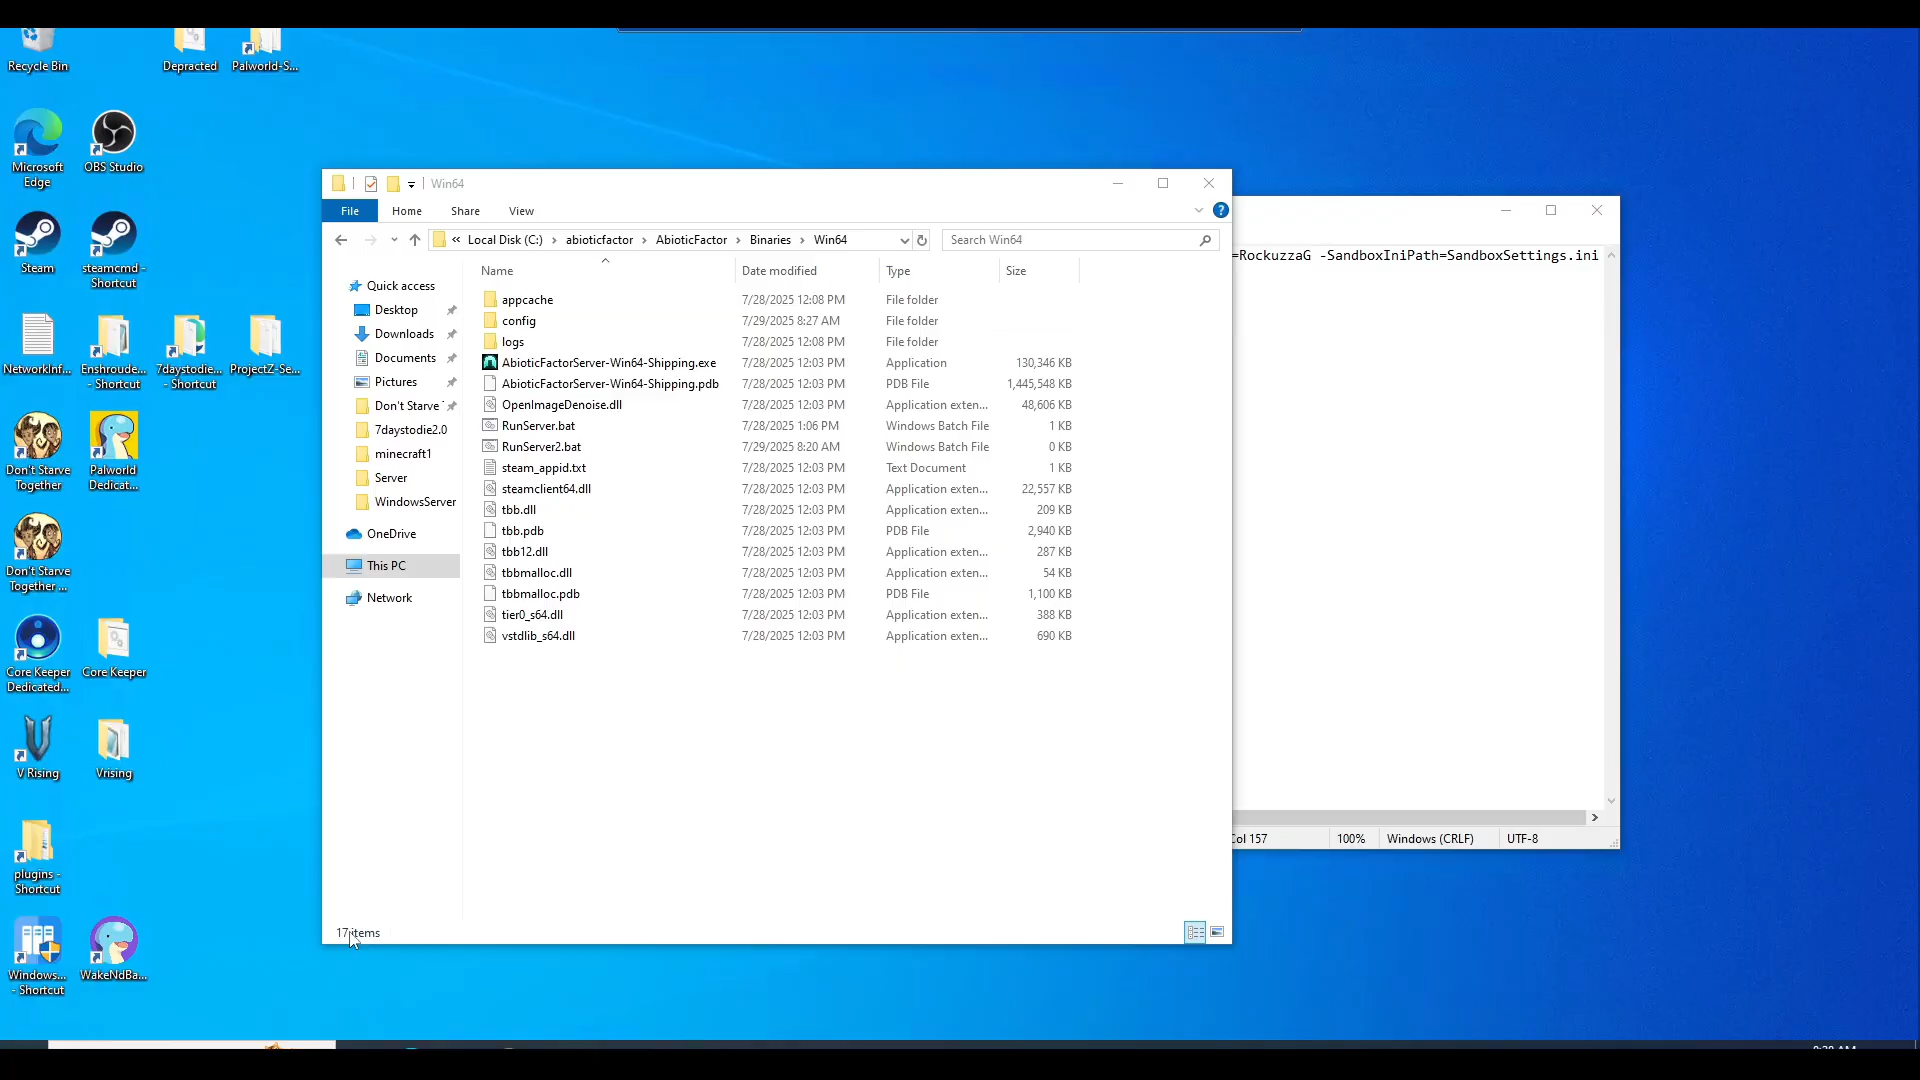 Recycle Bin
Depracted
Palworld-S...
Microsoft
Edge
OBS Studio
Steam
steamcmd -
Shortcut
NetworkInf...
Enshroude...
- Shortcut
7daystodie...
- Shortcut
ProjectZ-Se...
Don't Starve
Together
Palworld
Dedicat...
Don't Starve
Together ...
Core Keeper
Dedicated...
Core Keeper
V Rising
Vrising
plugins -
Shortcut
Windows...
- Shortcut
WakeNdBa...
Win64
File Home Share View
« Local Disk (C:) › abioticfactor › AbioticFactor › Binaries › Win64
Search Win64
Quick access
Desktop
Downloads
Documents
Pictures
Don't Starve
7daystodie2.0
minecraft1
Server
WindowsServer
OneDrive
This PC
Network
Name Date modified Type Size
appcache 7/28/2025 12:08 PM File folder
config 7/29/2025 8:27 AM File folder
logs 7/28/2025 12:08 PM File folder
AbioticFactorServer-Win64-Shipping.exe 7/28/2025 12:03 PM Application 130,346 KB
AbioticFactorServer-Win64-Shipping.pdb 7/28/2025 12:03 PM PDB File 1,445,548 KB
OpenImageDenoise.dll 7/28/2025 12:03 PM Application exten... 48,606 KB
RunServer.bat 7/28/2025 1:06 PM Windows Batch File 1 KB
RunServer2.bat 7/29/2025 8:20 AM Windows Batch File 0 KB
steam_appid.txt 7/28/2025 12:03 PM Text Document 1 KB
steamclient64.dll 7/28/2025 12:03 PM Application exten... 22,557 KB
tbb.dll 7/28/2025 12:03 PM Application exten... 209 KB
tbb.pdb 7/28/2025 12:03 PM PDB File 2,940 KB
tbb12.dll 7/28/2025 12:03 PM Application exten... 287 KB
tbbmalloc.dll 7/28/2025 12:03 PM Application exten... 54 KB
tbbmalloc.pdb 7/28/2025 12:03 PM PDB File 1,100 KB
tier0_s64.dll 7/28/2025 12:03 PM Application exten... 388 KB
vstdlib_s64.dll 7/28/2025 12:03 PM Application exten... 690 KB
17 items
=RockuzzaG -SandboxIniPath=SandboxSettings.ini
Col 157 100% Windows (CRLF) UTF-8